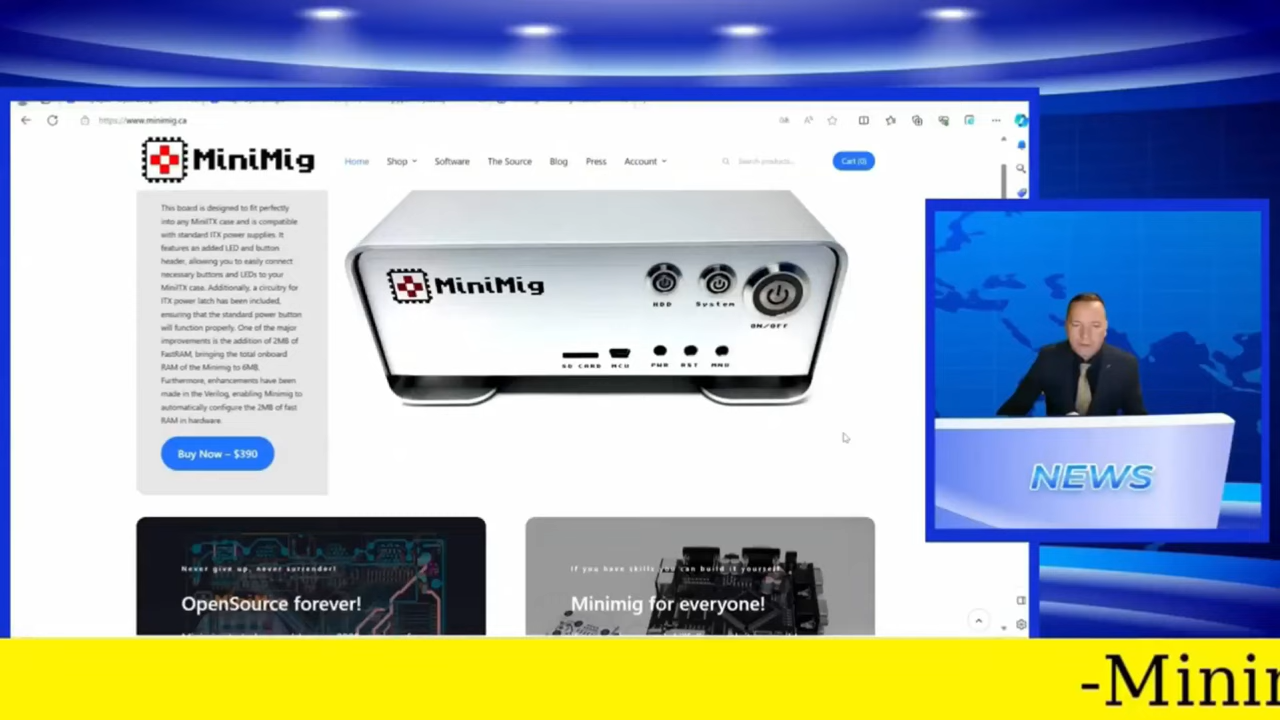 https://www.minimig.ca
MiniMig
Home Shop Software The Source Blog Press Account Search products... Cart (0)
This board is designed to fit perfectly
into any MiniITX case and is compatible
with standard ITX power supplies. It
features an added LED and button
header, allowing you to easily connect
necessary buttons and LEDs to your
MiniITX case. Additionally, a circuitry for
ITX power latch has been included,
ensuring that the standard power button
will function properly. One of the major
improvements is the addition of 2MB of
FastRAM, bringing the total onboard
RAM of the Minimig to 6MB.
Furthermore, enhancements have been
made in the Verilog, enabling Minimig to
automatically configure the 2MB of fast
RAM in hardware.
Buy Now – $390
MiniMig
HDD System
ON/OFF
SD CARD MCU PWR RST MNU
Never give up, never surrender!
OpenSource forever!
If you have skills you can build it yourself.
Minimig for everyone!
NEWS
-Minim